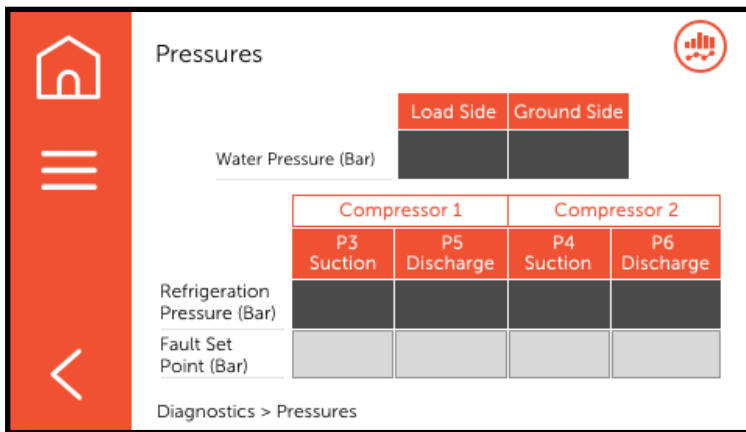 Pressures
Load Side Ground Side
Water Pressure (Bar)
Compressor 1 Compressor 2
P3 P5 P4 P6
Suction Discharge Suction Discharge
Refrigeration
Pressure (Bar)
Fault Set
Point (Bar)
Diagnostics > Pressures